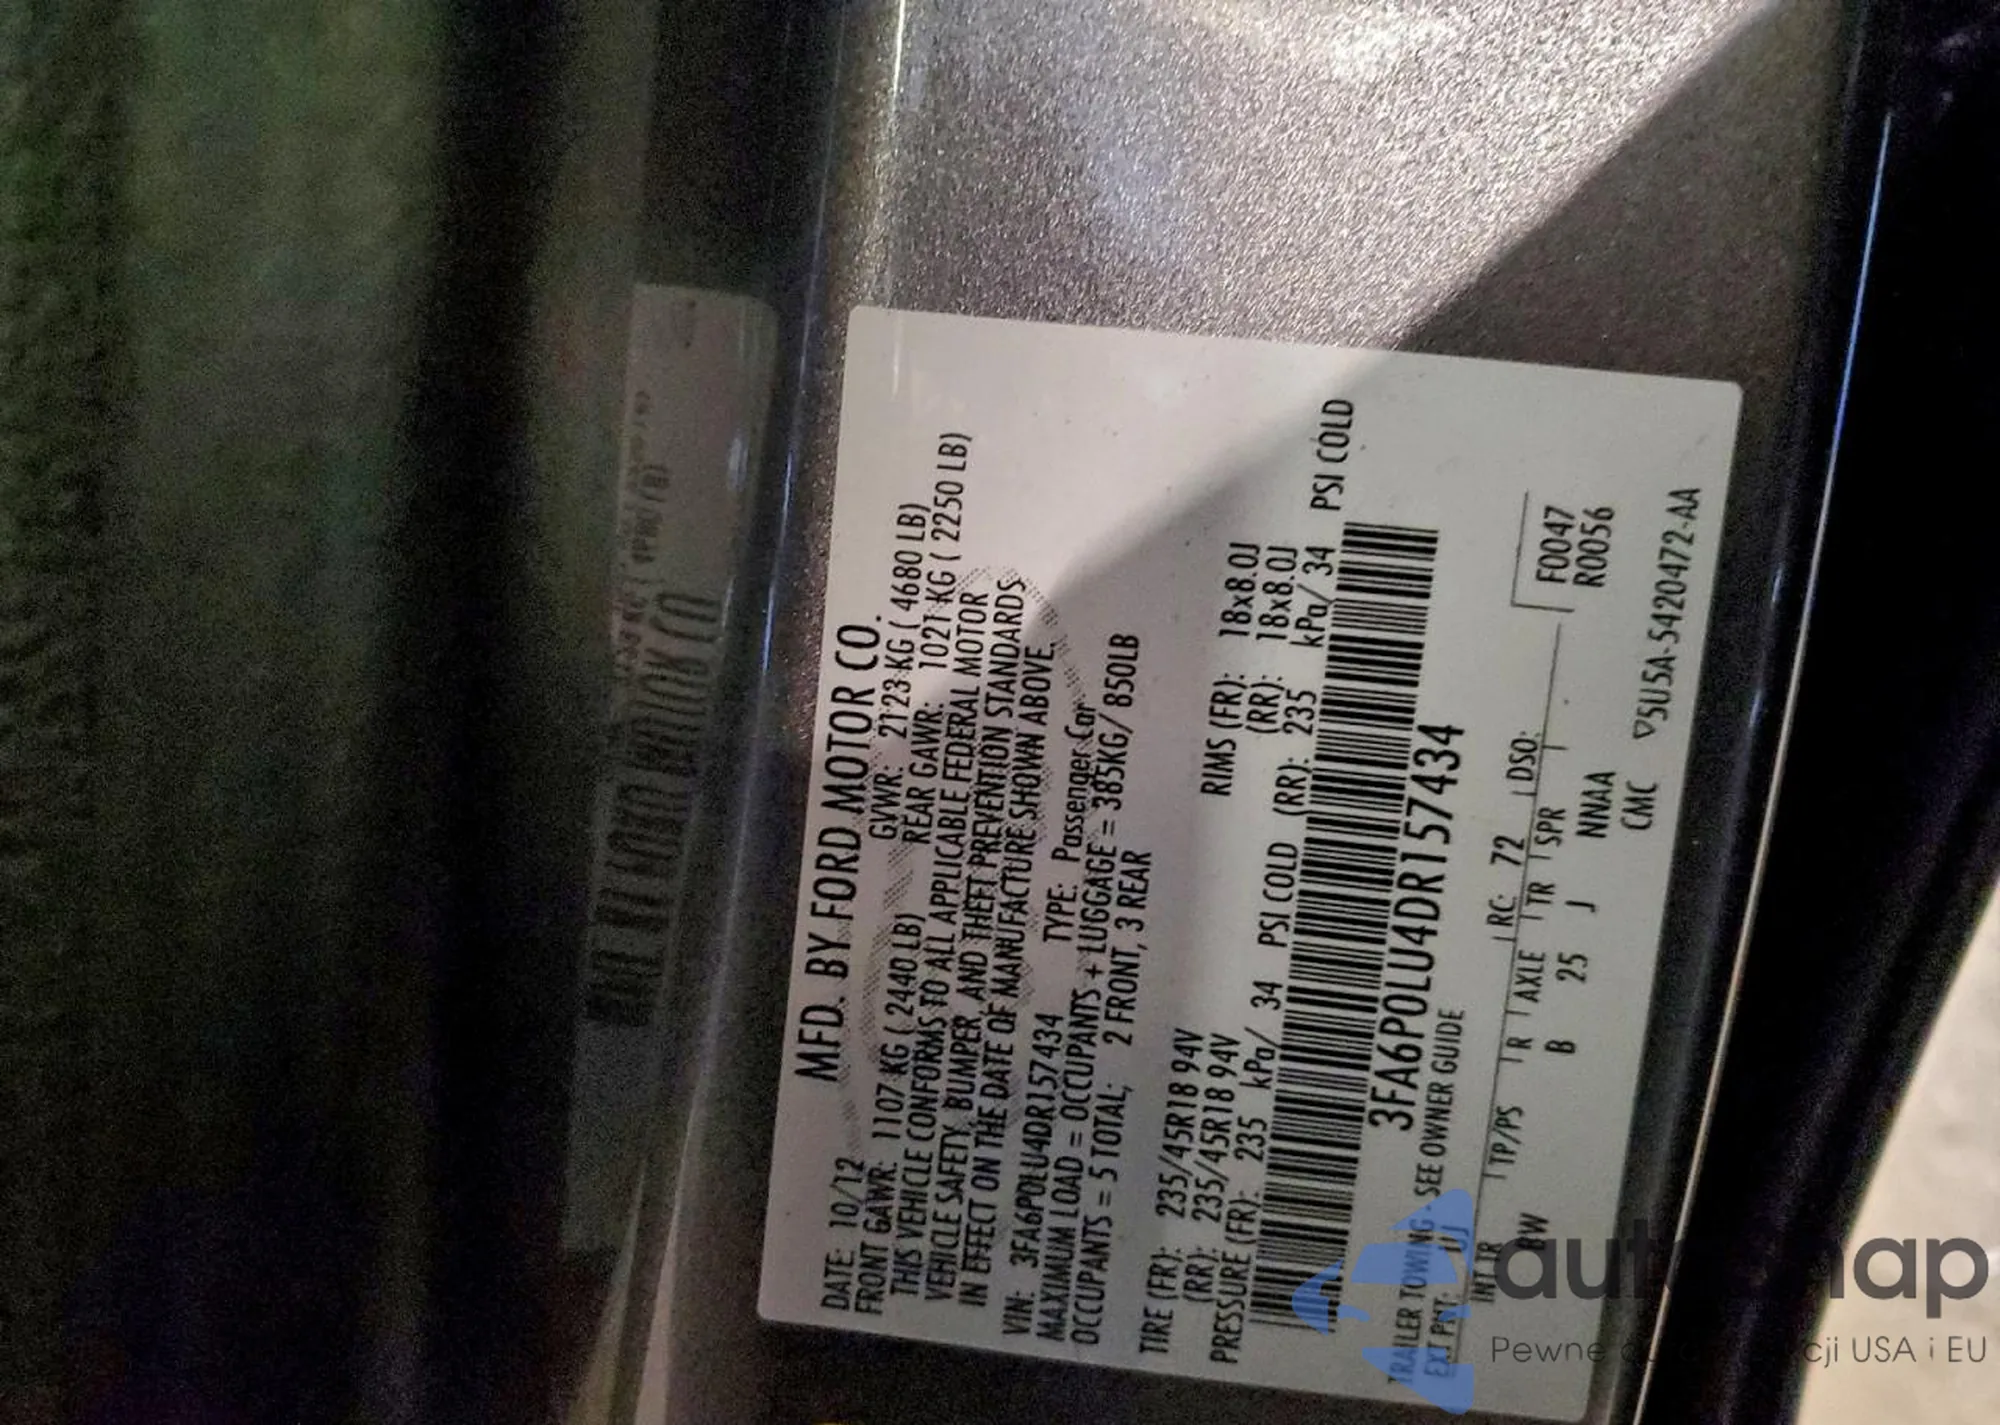 MFD. BY FORD MOTOR CO.
DATE: 10/12 GVWR: 2123 KG ( 4680 LB)
FRONT GAWR: 1107 KG ( 2440 LB) REAR GAWR: 1021 KG ( 2250 LB)
THIS VEHICLE CONFORMS TO ALL APPLICABLE FEDERAL MOTOR
VEHICLE SAFETY, BUMPER, AND THEFT PREVENTION STANDARDS
IN EFFECT ON THE DATE OF MANUFACTURE SHOWN ABOVE.
VIN: 3FA6P0LU4DR157434 TYPE: Passenger Car
MAXIMUM LOAD = OCCUPANTS + LUGGAGE = 385KG/ 850LB
OCCUPANTS = 5 TOTAL; 2 FRONT, 3 REAR
TIRE (FR): 235/45R18 94V RIMS (FR): 18x8.0J
(RR): 235/45R18 94V (RR): 18x8.0J
PRESSURE (FR): 235 kPa/ 34 PSI COLD (RR): 235 kPa/ 34 PSI COLD
3FA6P0LU4DR157434
TRAILER TOWING - SEE OWNER GUIDE
EXT PNT: UJ RC: 72 DSO:
INT TR TP/PS R AXLE TR SPR
B 25 J NNAA
F0047
R0056
CMC
5U5A-5420472-AA
Pewne USA i EU